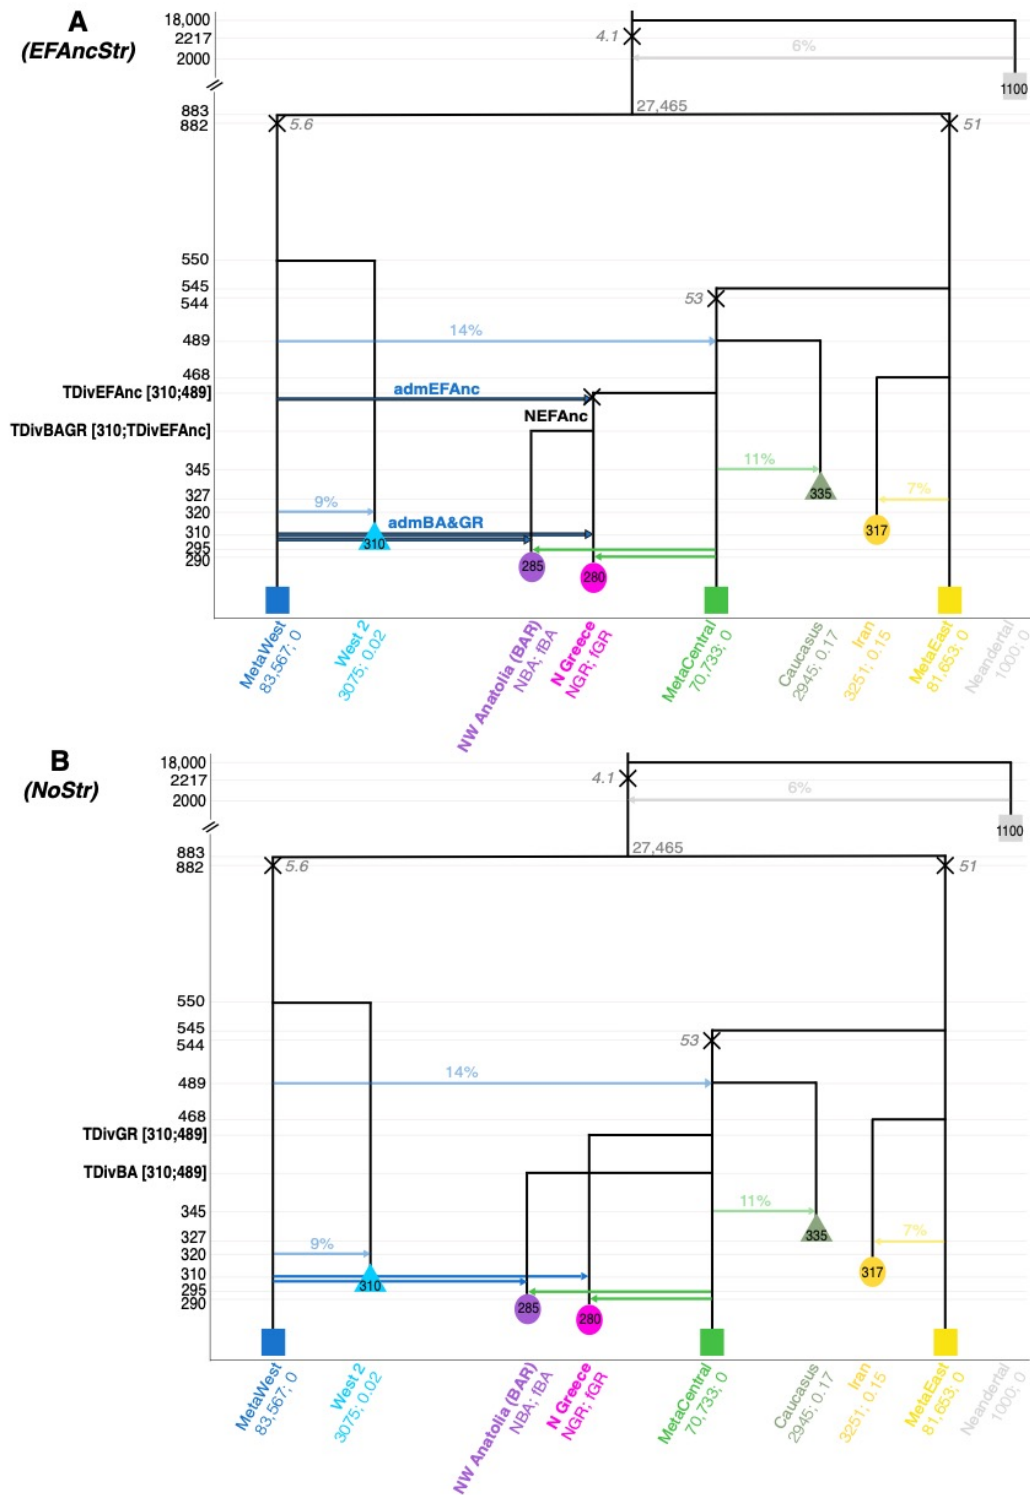 A
(EFAncStr)
18,000
2217
2000
4.1
6%
1100
883
882
27,465
5.6
51
550
545
544
53
489
14%
468
TDivEFAnc [310;489]
admEFAnc
NEFAnc
TDivBAGR [310;TDivEFAnc]
345
11%
335
327
7%
320
9%
317
310
admBA&GR
310
295
290
285
280
MetaWest
83,567; 0
West 2
3075; 0.02
NW Anatolia (BAR)
NBA; fBA
N Greece
NGR; fGR
MetaCentral
70,733; 0
Caucasus
2945; 0.17
Iran
3251; 0.15
MetaEast
81,653; 0
Neandertal
1000; 0
B
(NoStr)
18,000
2217
2000
4.1
6%
1100
883
882
27,465
5.6
51
550
545
544
53
489
14%
468
TDivGR [310;489]
TDivBA [310;489]
345
11%
335
327
7%
320
9%
317
310
310
295
290
285
280
MetaWest
83,567; 0
West 2
3075; 0.02
NW Anatolia (BAR)
NBA; fBA
N Greece
NGR; fGR
MetaCentral
70,733; 0
Caucasus
2945; 0.17
Iran
3251; 0.15
MetaEast
81,653; 0
Neandertal
1000; 0